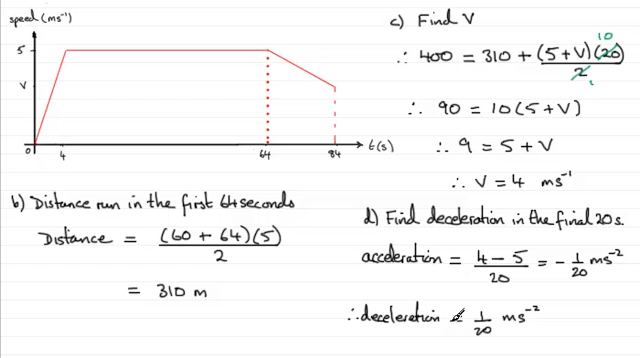 speed (ms⁻¹)
5
V
0
4
64
84
t(s)
b) Distance run in the first 64 seconds
Distance = (60 + 64)(5) / 2
= 310 m
c) Find V
10
∴ 400 = 310 + (5 + V)(20) / 2
1
∴ 90 = 10(5 + V)
∴ 9 = 5 + V
∴ V = 4 ms⁻¹
d) Find deceleration in the final 20s.
acceleration = 4 - 5 / 20 = - 1/20 ms⁻²
∴ deceleration = 1/20 ms⁻²